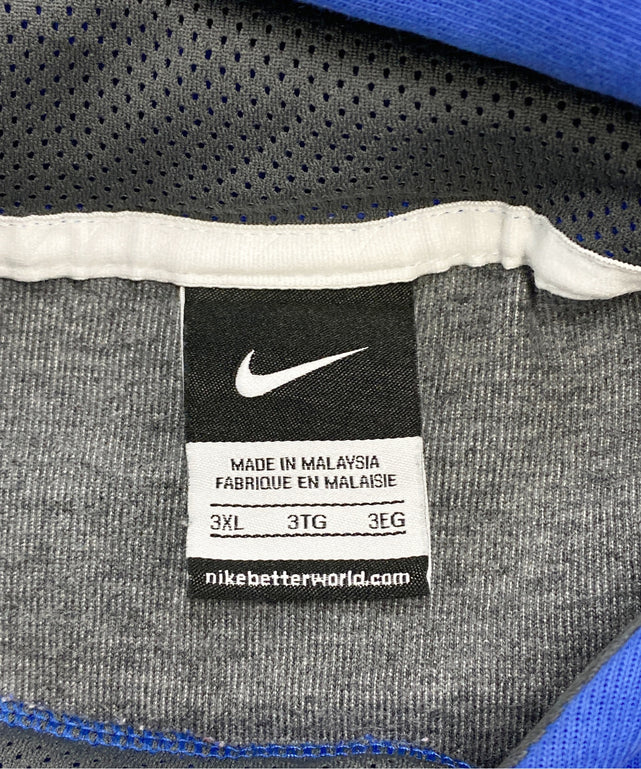 MADE IN MALAYSIA
FABRIQUE EN MALAISIE
3XL 3TG 3EG
nikebetterworld.com